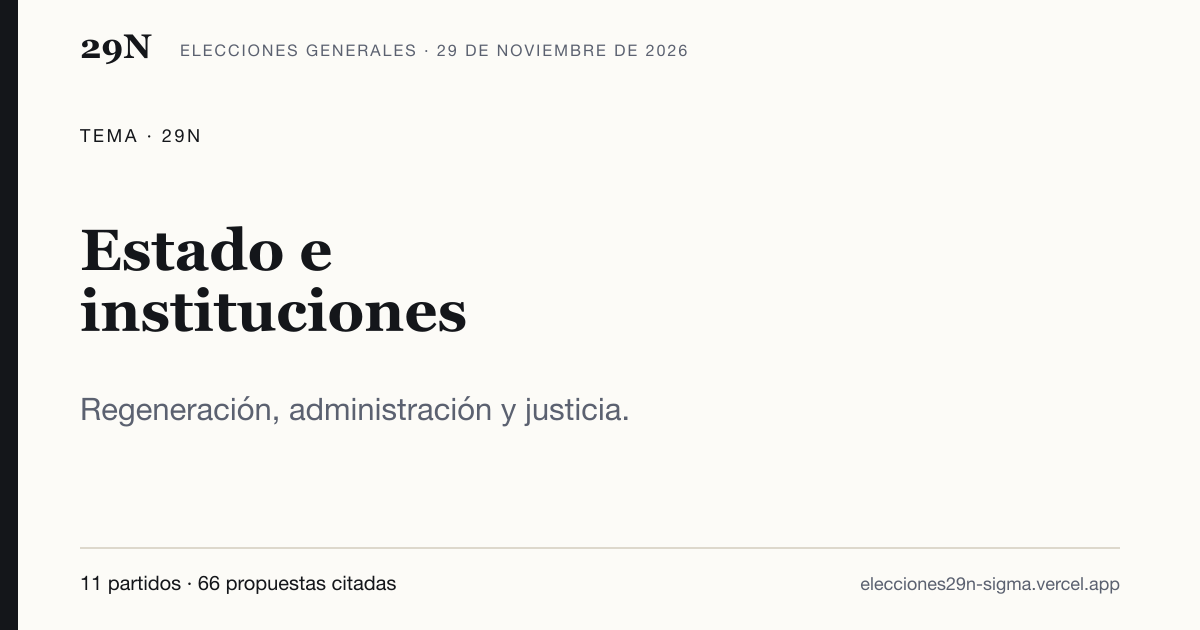 29N ELECCIONES GENERALES · 29 DE NOVIEMBRE DE 2026
TEMA · 29N
Estado e
instituciones
Regeneración, administración y justicia.
11 partidos · 66 propuestas citadas
elecciones29n-sigma.vercel.app